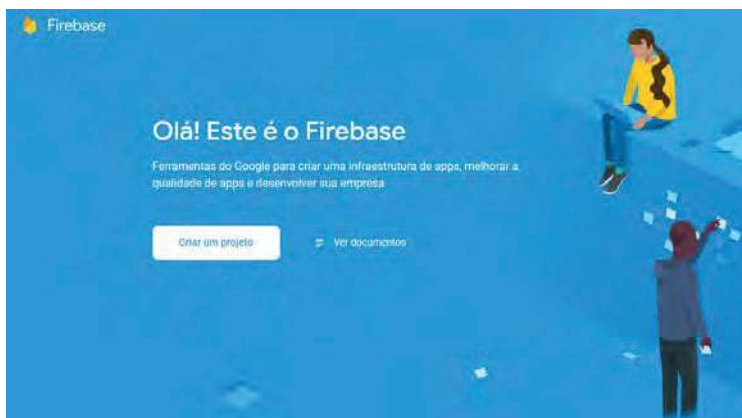 Firebase
Olá! Este é o Firebase
Ferramentas do Google para criar uma infraestrutura de apps, melhorar a
qualidade de apps e desenvolver sua empresa
Criar um projeto
Ver documentos